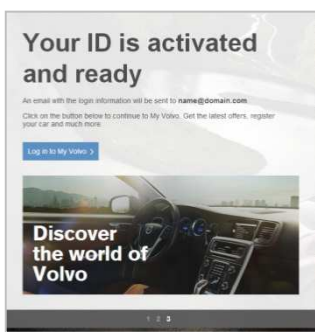 Your ID is activated
and ready
An email with the login information will be sent to name@domain.com
Click on the button below to continue to My Volvo. Get the latest offers, register
your car and much more
Log in to My Volvo >
Discover
the world of
Volvo
1 2 3